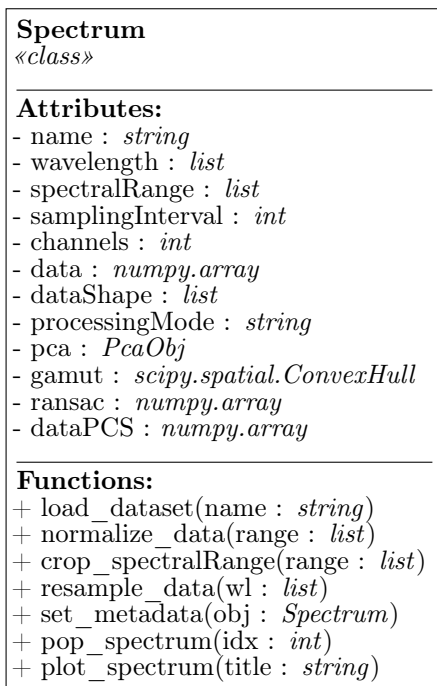 Spectrum
«class»
Attributes:
- name : string
- wavelength : list
- spectralRange : list
- samplingInterval : int
- channels : int
- data : numpy.array
- dataShape : list
- processingMode : string
- pca : PcaObj
- gamut : scipy.spatial.ConvexHull
- ransac : numpy.array
- dataPCS : numpy.array
Functions:
+ load_dataset(name : string)
+ normalize_data(range : list)
+ crop_spectralRange(range : list)
+ resample_data(wl : list)
+ set_metadata(obj : Spectrum)
+ pop_spectrum(idx : int)
+ plot_spectrum(title : string)